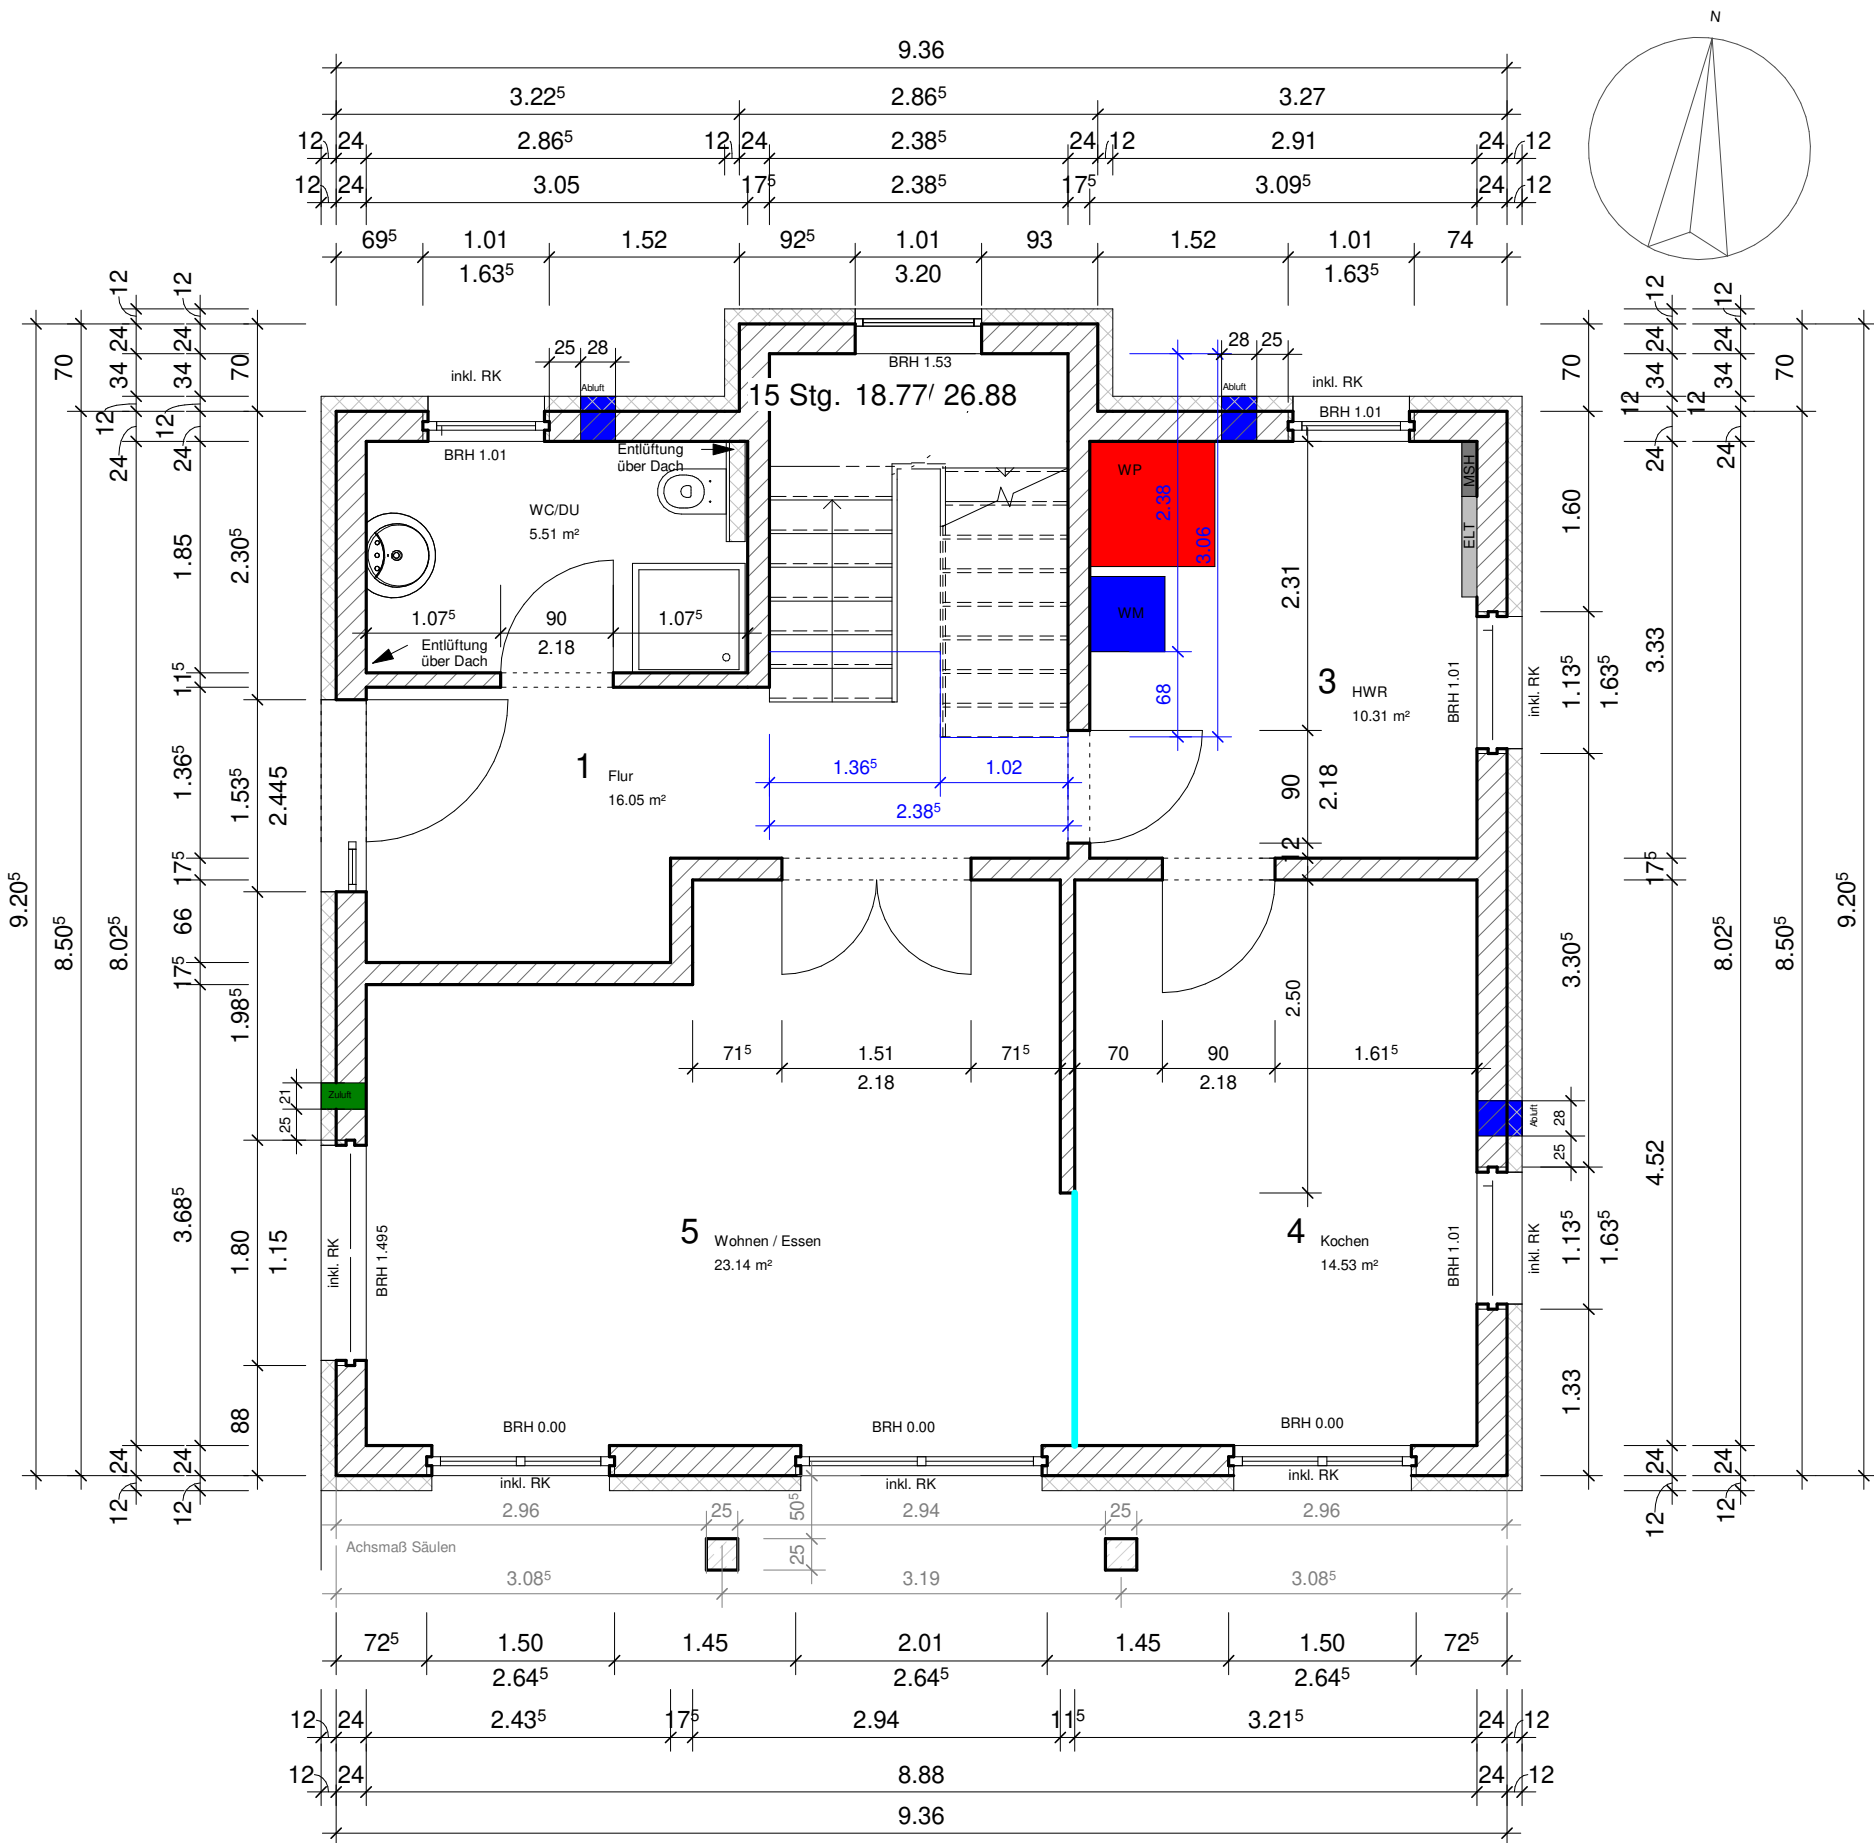 N
9.36
3.22⁵ 2.86⁵ 3.27
12 24 2.86⁵ 12 24 2.38⁵ 24 12 2.91 24 12
12 24 3.05 17⁵ 2.38⁵ 17⁵ 3.09⁵ 24 12
69⁵ 1.01 1.52 92⁵ 1.01 93 1.52 1.01 74
1.63⁵ 3.20 1.63⁵
9.20⁵
70 8.50⁵
12 24 34 12 24 8.02⁵ 24 12
12 24 34 12 24 1.85 11⁵ 1.36⁵ 17⁵ 66 17⁵ 3.68⁵ 24 12
70 2.30⁵ 1.53⁵ 1.98⁵ 1.80 88
2.445 1.15
inkl. RK
25 28
Abluft
BRH 1.01
Entlüftung
über Dach
WC/DU
5.51 m²
1.07⁵ 90 1.07⁵
2.18
Entlüftung
über Dach
BRH 1.53
15 Stg. 18.77/ 26.88
28 25
Abluft
inkl. RK
BRH 1.01
WP
WM
2.38
3.06
68
MSH
ELT
2.31
90
2.18
12
3 HWR
10.31 m²
BRH 1.01
inkl. RK
1 Flur
16.05 m²
1.36⁵ 1.02
2.38⁵
71⁵ 1.51 71⁵ 70 90 1.61⁵
2.18 2.18
2.50
21
25
Zuluft
inkl. RK
BRH 1.495
5 Wohnen / Essen
23.14 m²
4 Kochen
14.53 m²
BRH 1.01
inkl. RK
Abluft
28
25
70 1.60 1.13⁵ 3.30⁵ 1.13⁵ 1.33
1.63⁵ 1.63⁵
12 24 34 12 24 3.33 17⁵ 4.52 24 12
12 24 34 12 24 8.02⁵ 24 12
70 8.50⁵
9.20⁵
BRH 0.00 BRH 0.00 BRH 0.00
inkl. RK inkl. RK inkl. RK
2.96 25 50⁵ 2.94 25 2.96
Achsmaß Säulen 25
3.08⁵ 3.19 3.08⁵
72⁵ 1.50 1.45 2.01 1.45 1.50 72⁵
2.64⁵ 2.64⁵ 2.64⁵
12 24 2.43⁵ 17⁵ 2.94 11⁵ 3.21⁵ 24 12
12 24 8.88 24 12
9.36